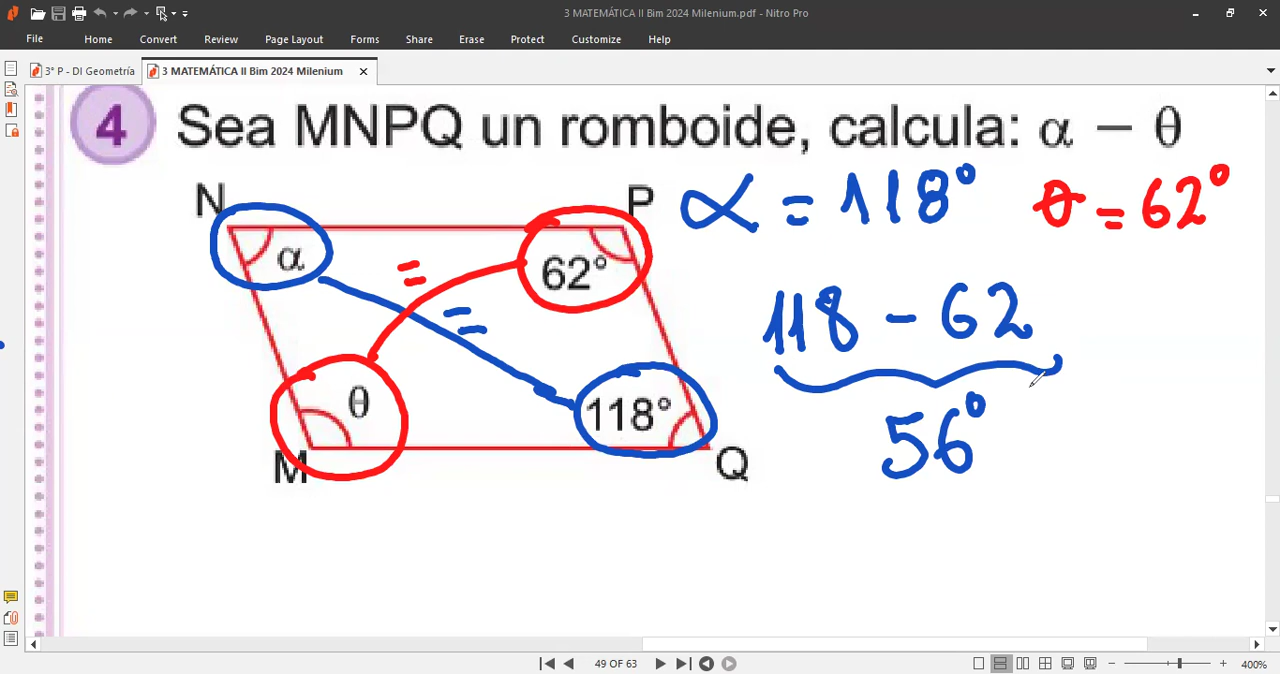 3 MATEMÁTICA II Bim 2024 Milenium.pdf - Nitro Pro
File Home Convert Review Page Layout Forms Share Erase Protect Customize Help
3° P - DI Geometría 3 MATEMÁTICA II Bim 2024 Milenium
4 Sea MNPQ un romboide, calcula: α − θ
N P α = 118° θ = 62°
α 62°
= =
118 - 62
θ 118°
56°
M Q
49 OF 63 400%